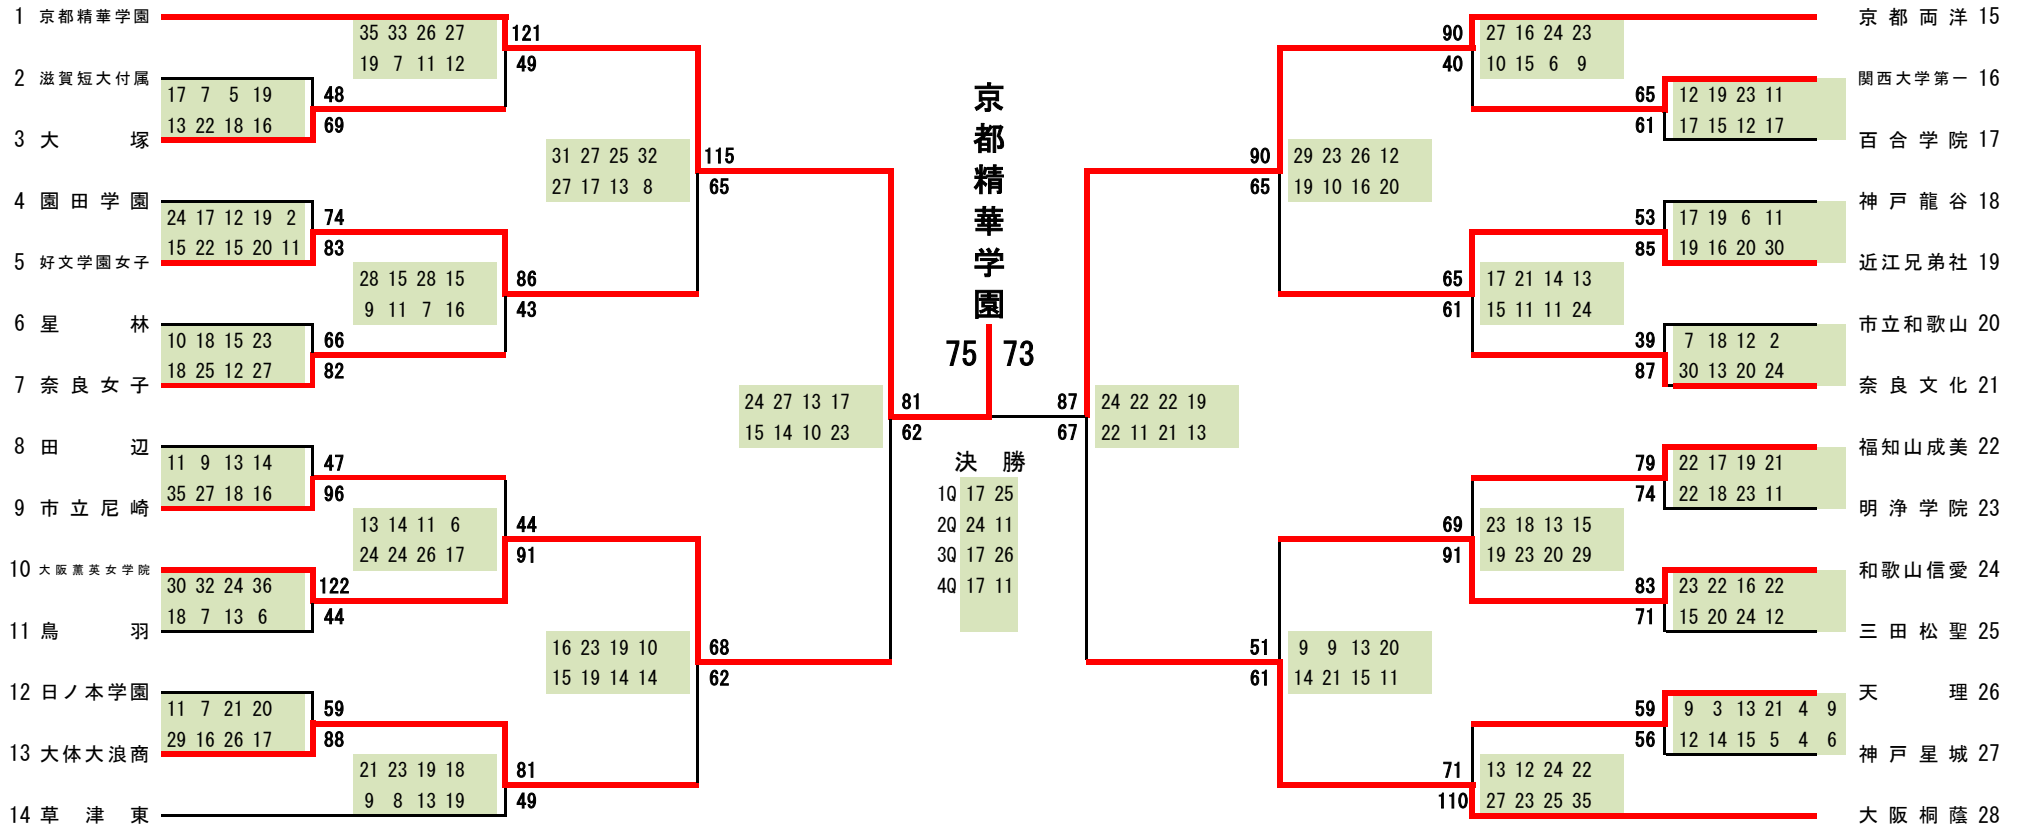 1 京都精華学園
35 33 26 27
19 7 11 12
121
49
2 滋賀短大付属
17 7 5 19
13 22 18 16
48
69
3 大塚
31 27 25 32
27 17 13 8
115
65
4 園田学園
24 17 12 19 2
15 22 15 20 11
74
83
5 好文学園女子
28 15 28 15
9 11 7 16
86
43
6 星林
10 18 15 23
18 25 12 27
66
82
7 奈良女子
24 27 13 17
15 14 10 23
81
62
8 田辺
11 9 13 14
35 27 18 16
47
96
9 市立尼崎
13 14 11 6
24 24 26 17
44
91
10 大阪薫英女学院
30 32 24 36
18 7 13 6
122
44
11 鳥羽
16 23 19 10
15 19 14 14
68
62
12 日ノ本学園
11 7 21 20
29 16 26 17
59
88
13 大体大浪商
21 23 19 18
9 8 13 19
81
49
14 草津東
京都精華学園
75 73
決勝
1Q 17 25
2Q 24 11
3Q 17 26
4Q 17 11
京都両洋 15
90
40
27 16 24 23
10 15 6 9
関西大学第一 16
65
61
12 19 23 11
17 15 12 17
百合学院 17
90
65
29 23 26 12
19 10 16 20
神戸龍谷 18
53
85
17 19 6 11
19 16 20 30
近江兄弟社 19
65
61
17 21 14 13
15 11 11 24
市立和歌山 20
39
87
7 18 12 2
30 13 20 24
奈良文化 21
87
67
24 22 22 19
22 11 21 13
福知山成美 22
79
74
22 17 19 21
22 18 23 11
明浄学院 23
69
91
23 18 13 15
19 23 20 29
和歌山信愛 24
83
71
23 22 16 22
15 20 24 12
三田松聖 25
51
61
9 9 13 20
14 21 15 11
天理 26
59
56
9 3 13 21 4 9
12 14 15 5 4 6
神戸星城 27
71
110
13 12 24 22
27 23 25 35
大阪桐蔭 28